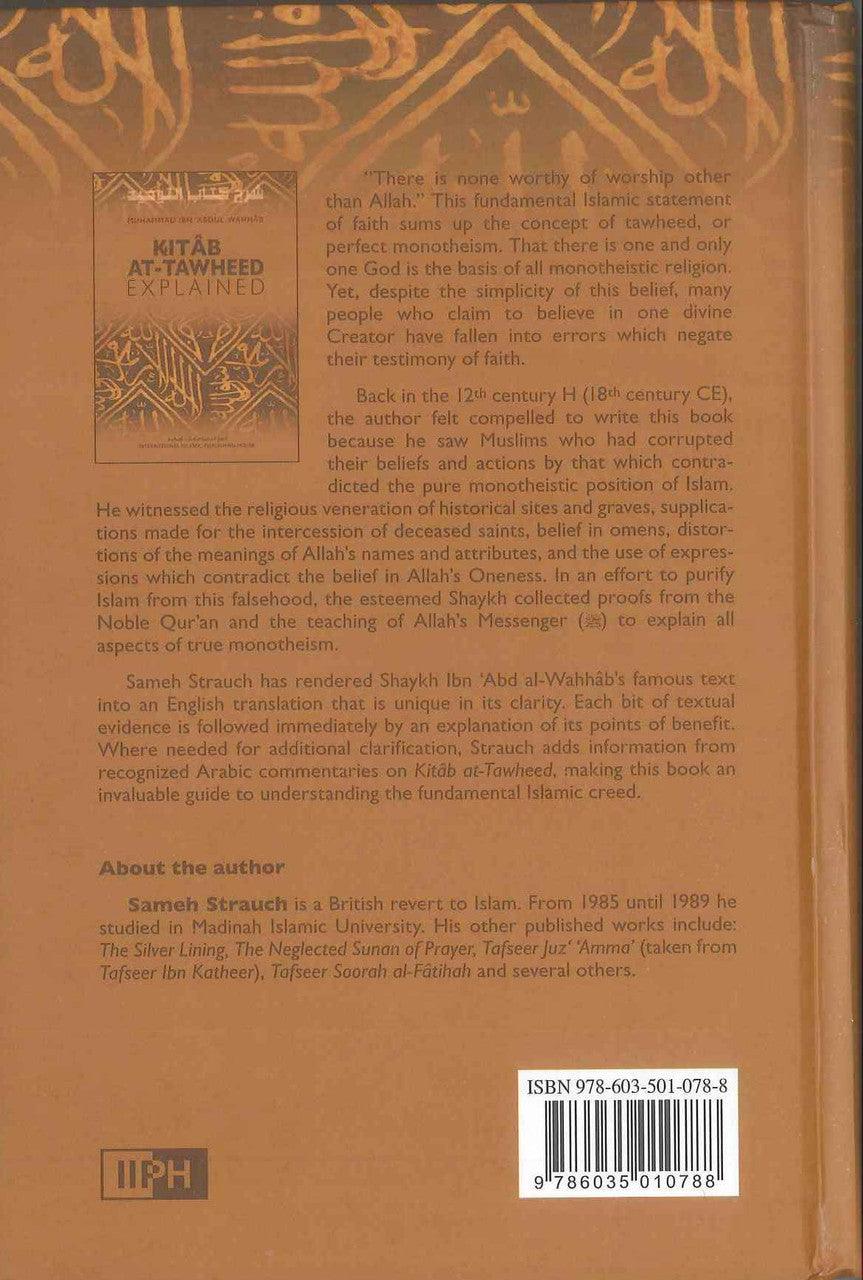 شرح كتاب التوحيد
MUHAMMAD IBN 'ABDUL WAHHÂB
KITÂB
AT-TAWHEED
EXPLAINED
INTERNATIONAL ISLAMIC PUBLISHING HOUSE
"There is none worthy of worship other
than Allah." This fundamental Islamic statement
of faith sums up the concept of tawheed, or
perfect monotheism. That there is one and only
one God is the basis of all monotheistic religion.
Yet, despite the simplicity of this belief, many
people who claim to believe in one divine
Creator have fallen into errors which negate
their testimony of faith.
Back in the 12th century H (18th century CE),
the author felt compelled to write this book
because he saw Muslims who had corrupted
their beliefs and actions by that which contra-
dicted the pure monotheistic position of Islam.
He witnessed the religious veneration of historical sites and graves, supplica-
tions made for the intercession of deceased saints, belief in omens, distor-
tions of the meanings of Allah's names and attributes, and the use of expres-
sions which contradict the belief in Allah's Oneness. In an effort to purify
Islam from this falsehood, the esteemed Shaykh collected proofs from the
Noble Qur'an and the teaching of Allah's Messenger (ﷺ) to explain all
aspects of true monotheism.
Sameh Strauch has rendered Shaykh Ibn 'Abd al-Wahhâb's famous text
into an English translation that is unique in its clarity. Each bit of textual
evidence is followed immediately by an explanation of its points of benefit.
Where needed for additional clarification, Strauch adds information from
recognized Arabic commentaries on Kitâb at-Tawheed, making this book an
invaluable guide to understanding the fundamental Islamic creed.
About the author
Sameh Strauch is a British revert to Islam. From 1985 until 1989 he
studied in Madinah Islamic University. His other published works include:
The Silver Lining, The Neglected Sunan of Prayer, Tafseer Juz' 'Amma' (taken from
Tafseer Ibn Katheer), Tafseer Soorah al-Fâtihah and several others.
ISBN 978-603-501-078-8
9 786035 010788
IIPH